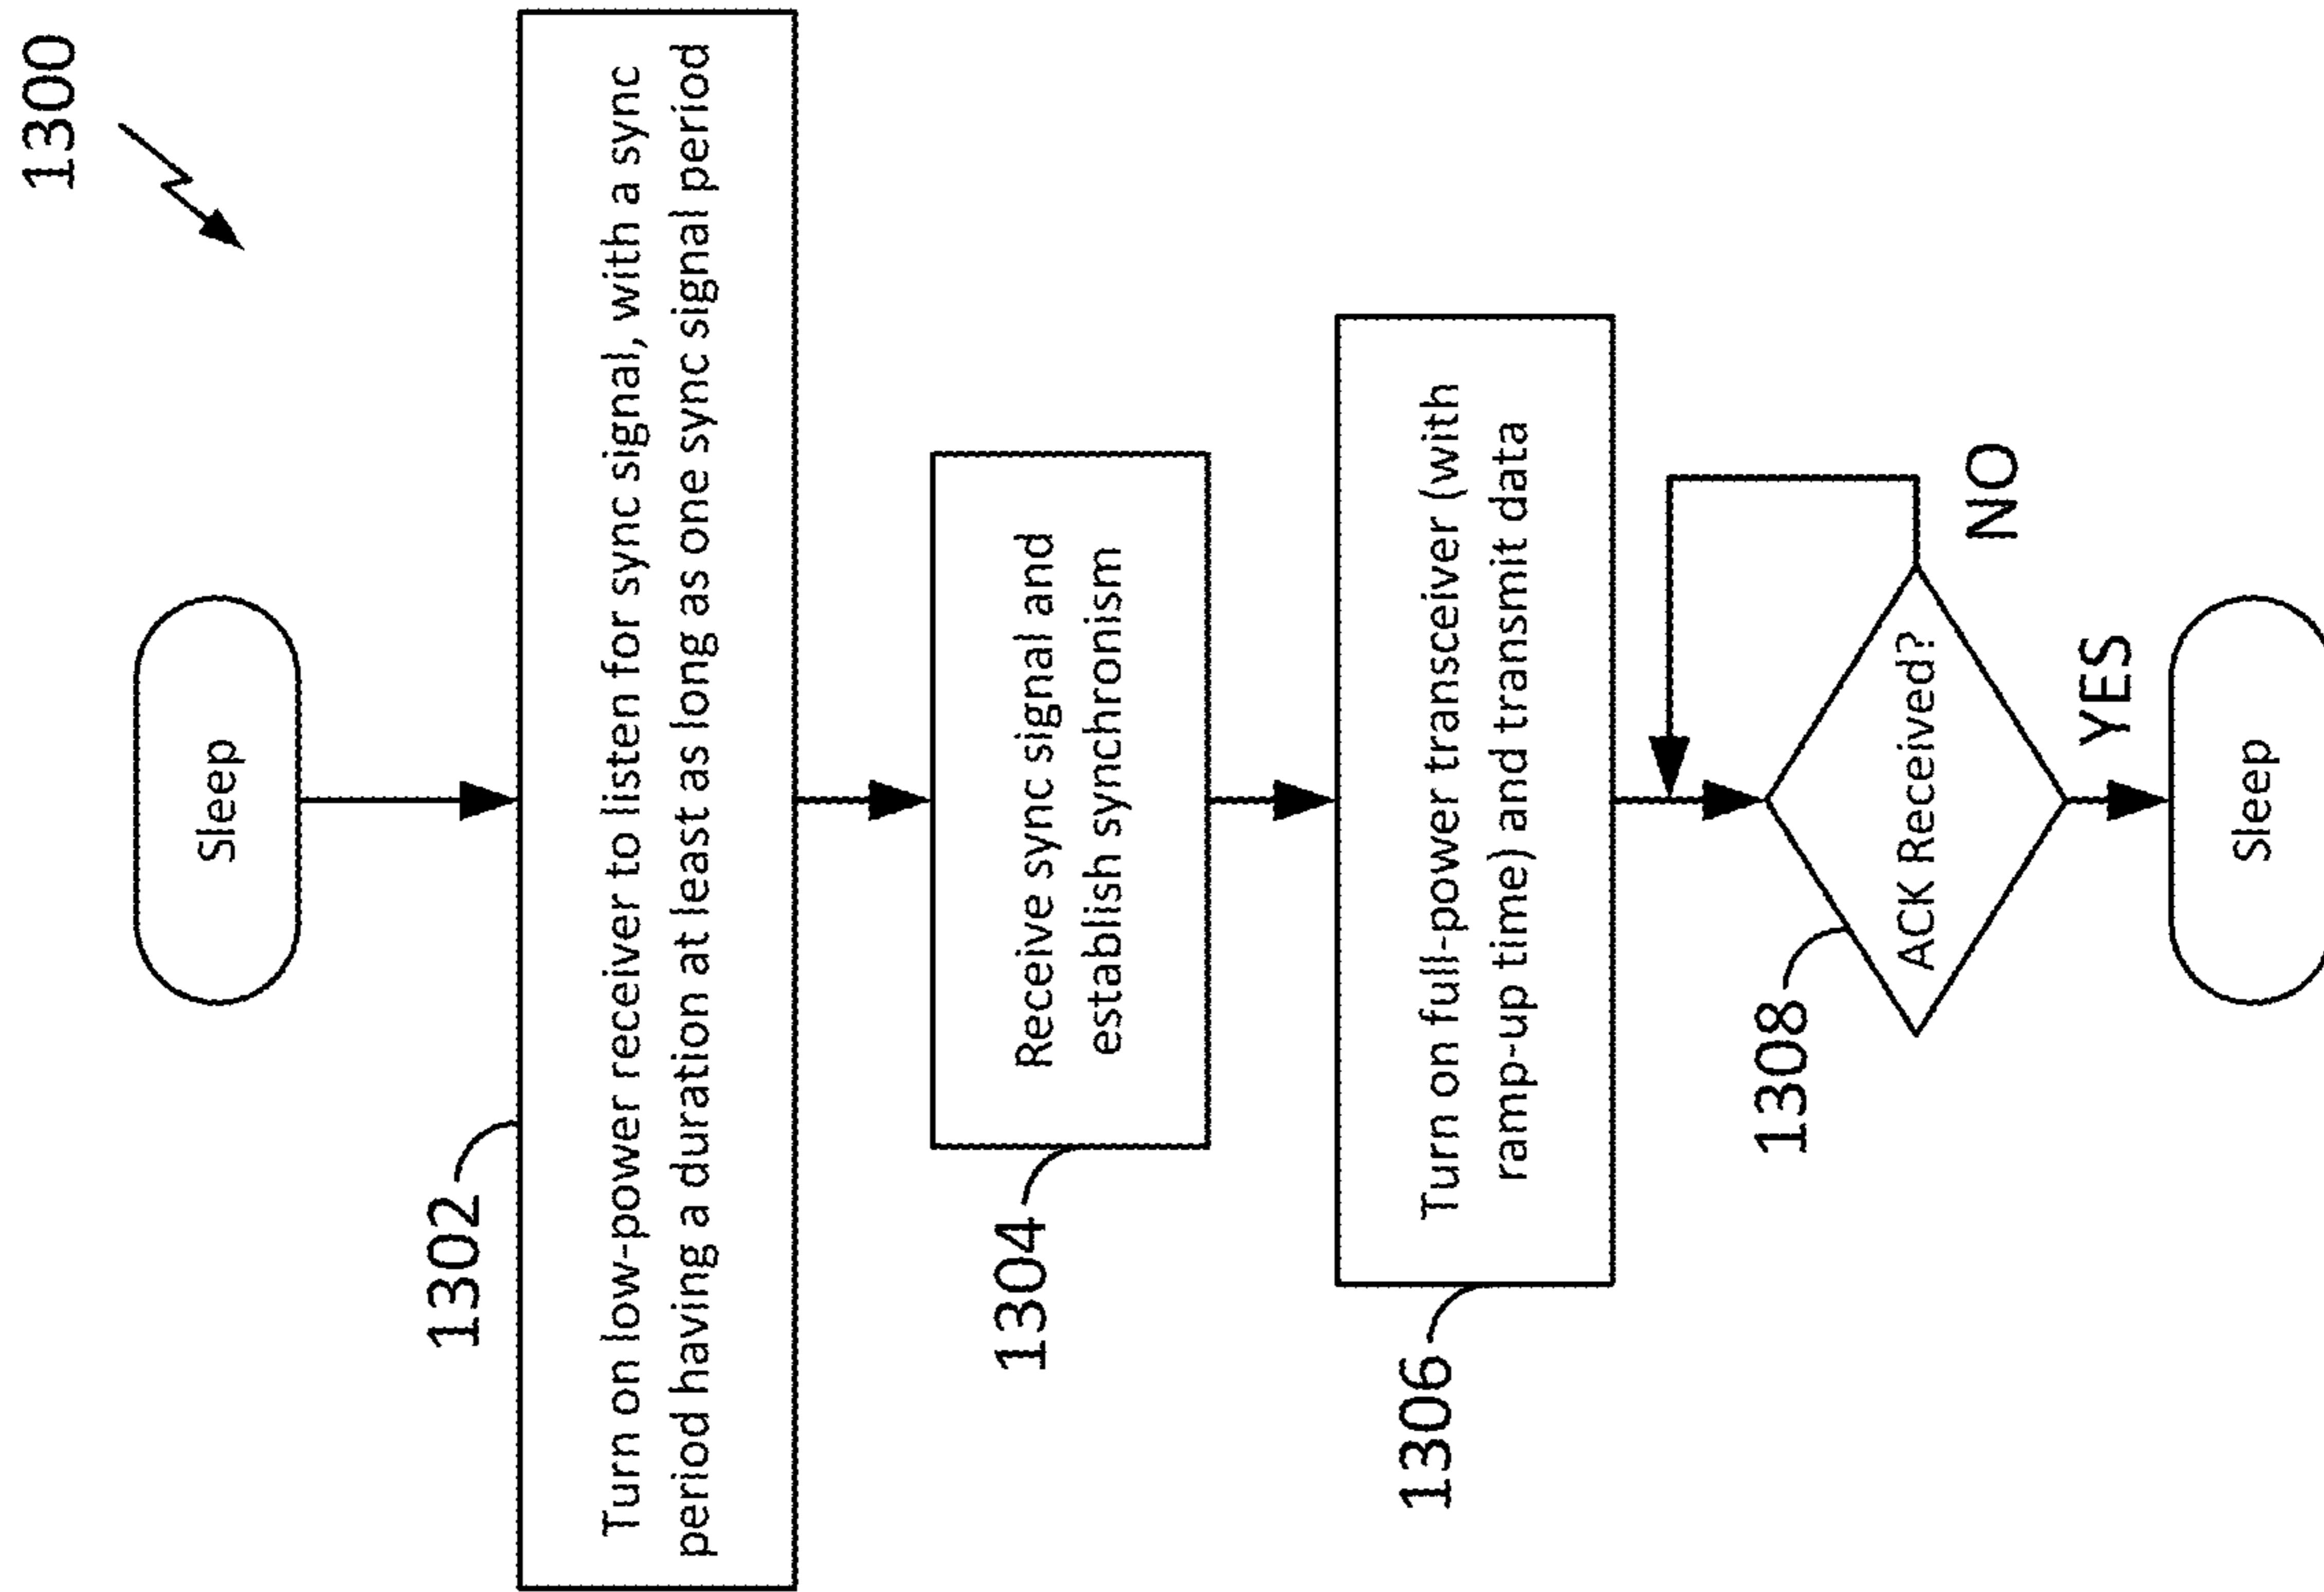 1300
Sleep
1302
Turn on low-power receiver to listen for sync signal, with a sync
period having a duration at least as long as one sync signal period
1304
Receive sync signal and
establish synchronism
1306
Turn on full-power transceiver (with
ramp-up time) and transmit data
1308
ACK Received?
NO
YES
Sleep